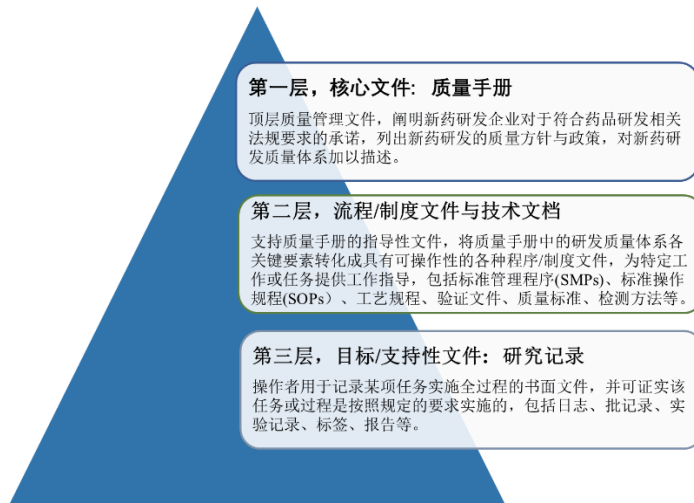 第一层，核心文件：质量手册
顶层质量管理文件，阐明新药研发企业对于符合药品研发相关
法规要求的承诺，列出新药研发的质量方针与政策，对新药研
发质量体系加以描述。
第二层，流程/制度文件与技术文档
支持质量手册的指导性文件，将质量手册中的研发质量体系各
关键要素转化成具有可操作性的各种程序/制度文件，为特定工
作或任务提供工作指导，包括标准管理程序(SMPs)、标准操作
规程(SOPs）、工艺规程、验证文件、质量标准、检测方法等。
第三层，目标/支持性文件：研究记录
操作者用于记录某项任务实施全过程的书面文件，并可证实该
任务或过程是按照规定的要求实施的，包括日志、批记录、实
验记录、标签、报告等。